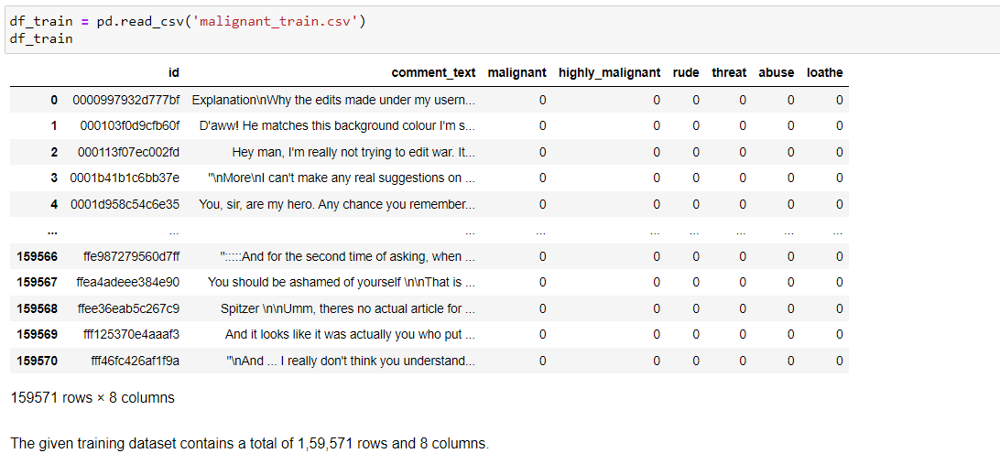 df_train = pd.read_csv('malignant_train.csv')
df_train
id comment_text malignant highly_malignant rude threat abuse loathe
0 0000997932d777bf Explanation\nWhy the edits made under my usern... 0 0 0 0 0 0
1 000103f0d9cfb60f D'aww! He matches this background colour I'm s... 0 0 0 0 0 0
2 000113f07ec002fd Hey man, I'm really not trying to edit war. It... 0 0 0 0 0 0
3 0001b41b1c6bb37e "\nMore\nI can't make any real suggestions on ... 0 0 0 0 0 0
4 0001d958c54c6e35 You, sir, are my hero. Any chance you remember... 0 0 0 0 0 0
... ... ... ... ... ... ... ... ...
159566 ffe987279560d7ff ":::::And for the second time of asking, when ... 0 0 0 0 0 0
159567 ffea4adeee384e90 You should be ashamed of yourself \n\nThat is ... 0 0 0 0 0 0
159568 ffee36eab5c267c9 Spitzer \n\nUmm, theres no actual article for ... 0 0 0 0 0 0
159569 fff125370e4aaaf3 And it looks like it was actually you who put ... 0 0 0 0 0 0
159570 fff46fc426af1f9a "\nAnd ... I really don't think you understand... 0 0 0 0 0 0
159571 rows × 8 columns
The given training dataset contains a total of 1,59,571 rows and 8 columns.